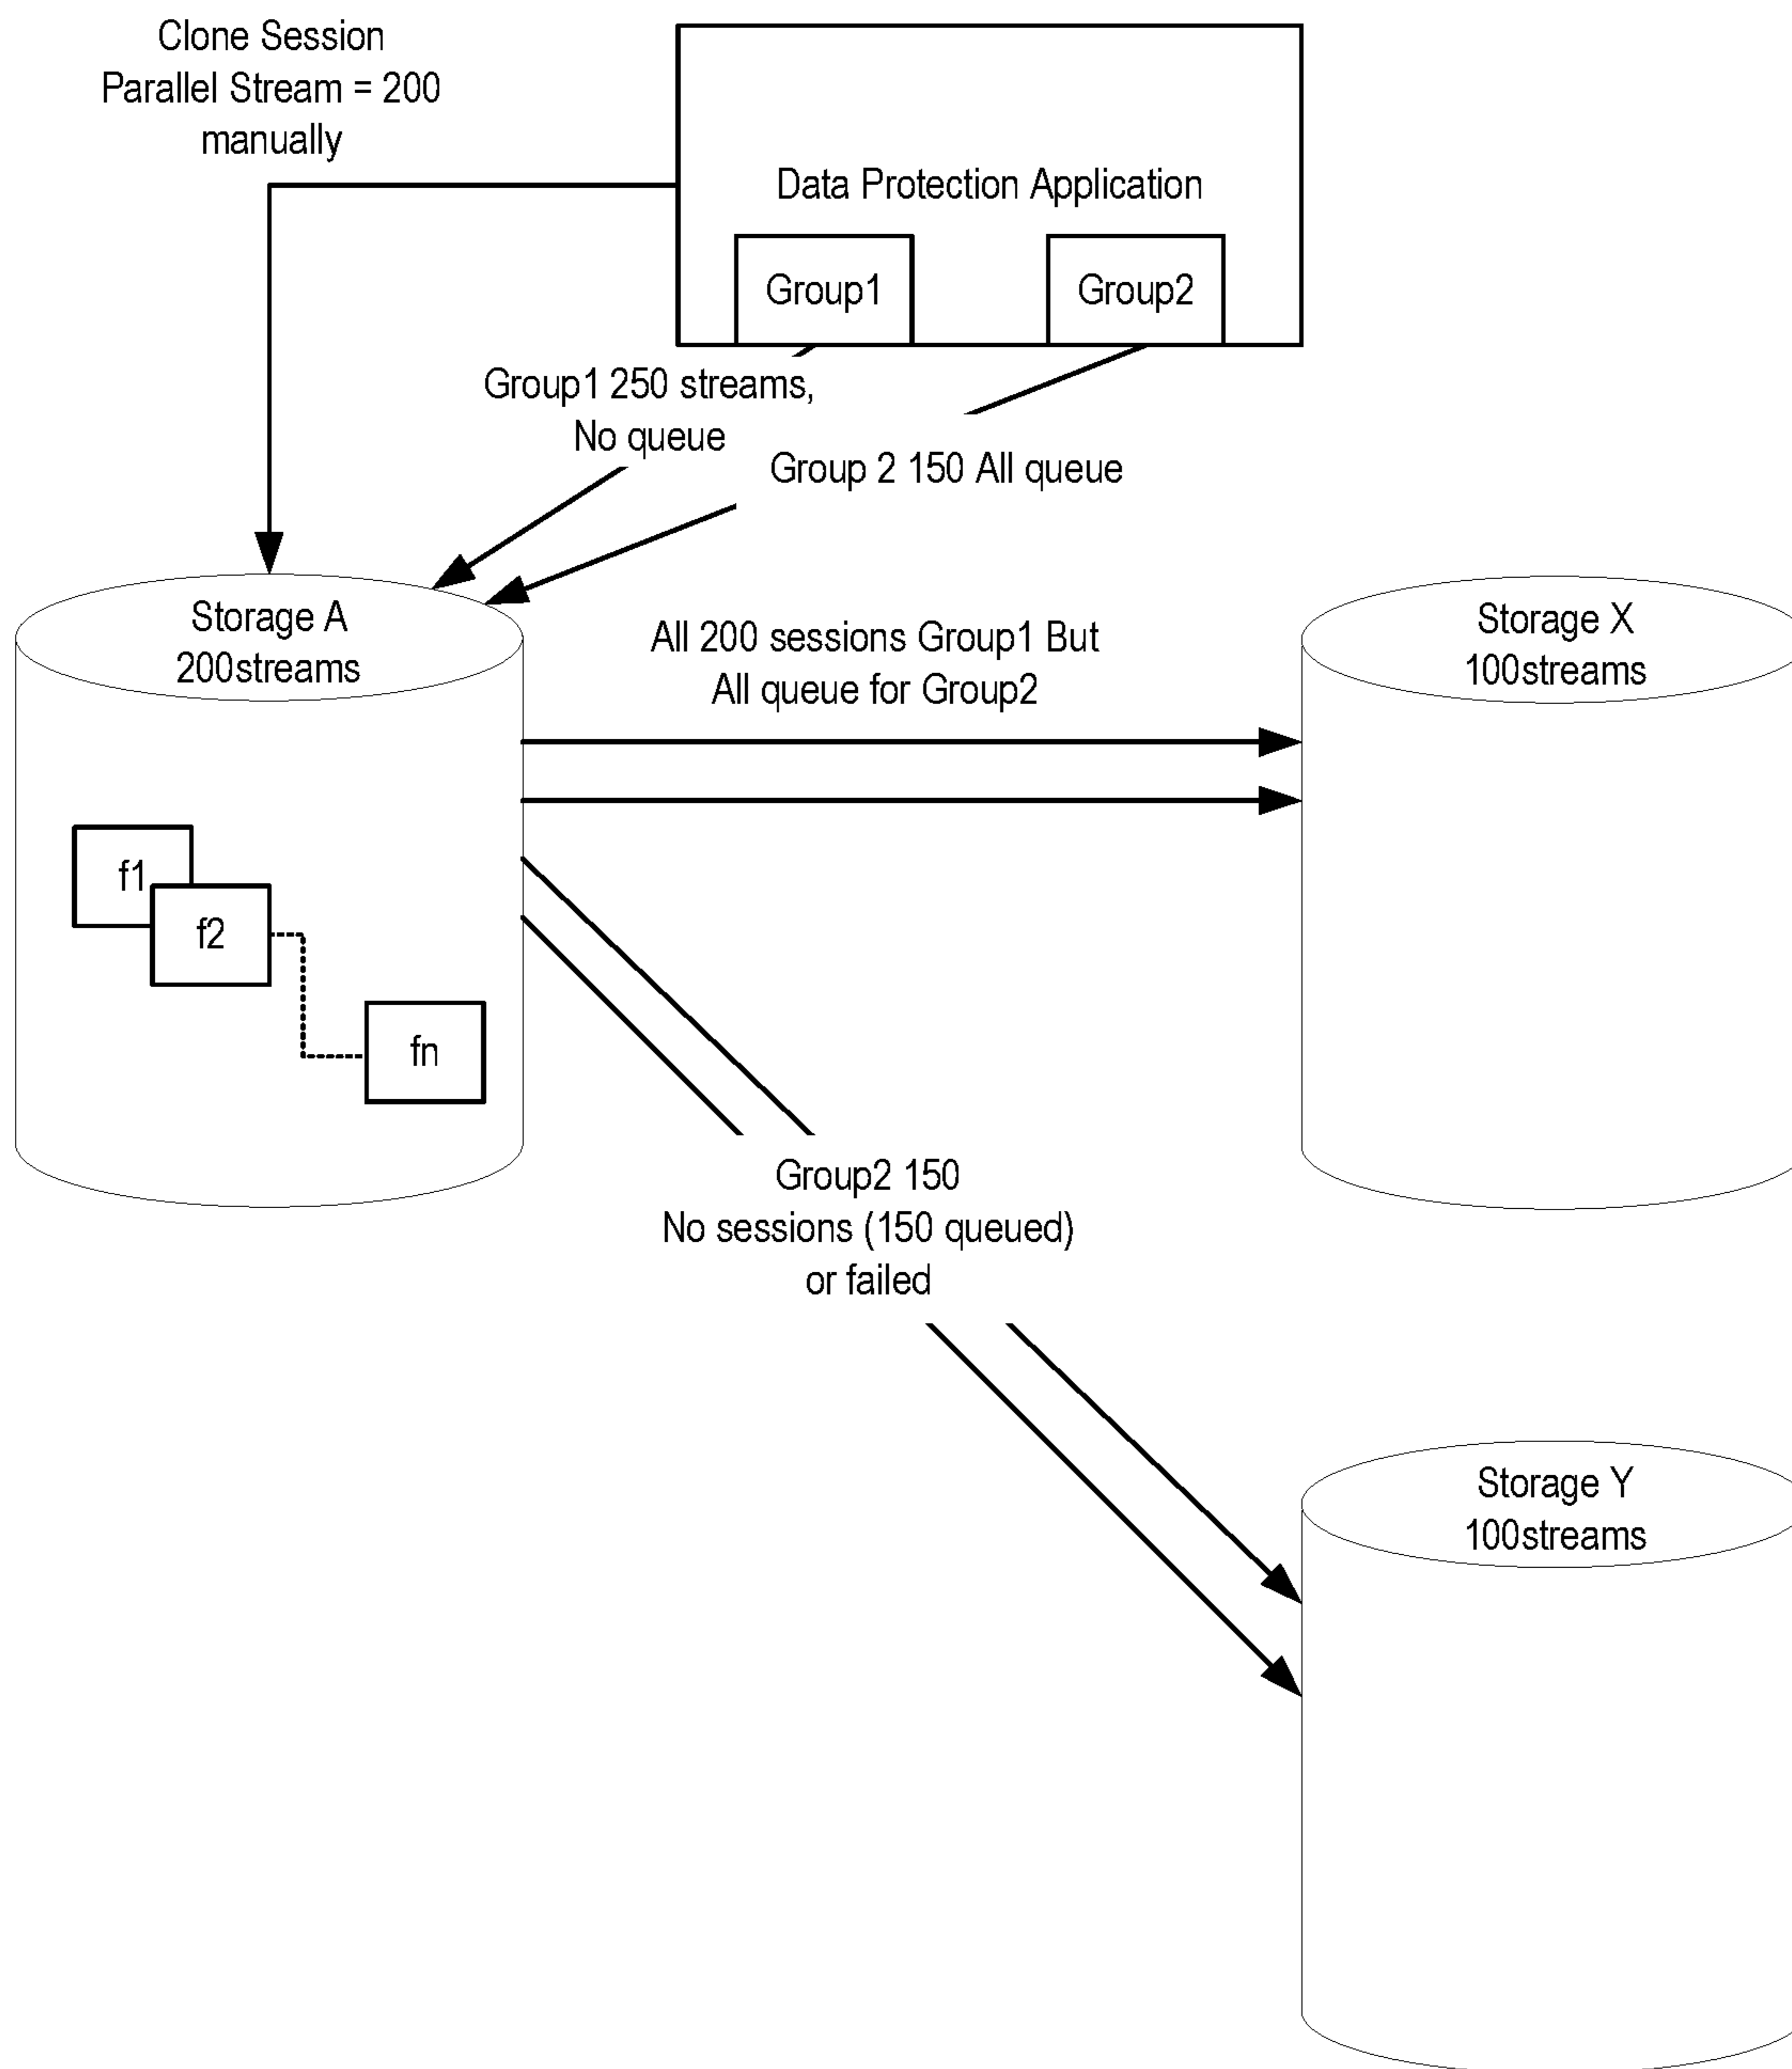 Clone Session
Parallel Stream = 200
manually
Data Protection Application
Group1
Group2
Group1 250 streams,
No queue
Group 2 150 All queue
Storage A
200streams
All 200 sessions Group1 But
All queue for Group2
Storage X
100streams
f1
f2
fn
Group2 150
No sessions (150 queued)
or failed
Storage Y
100streams